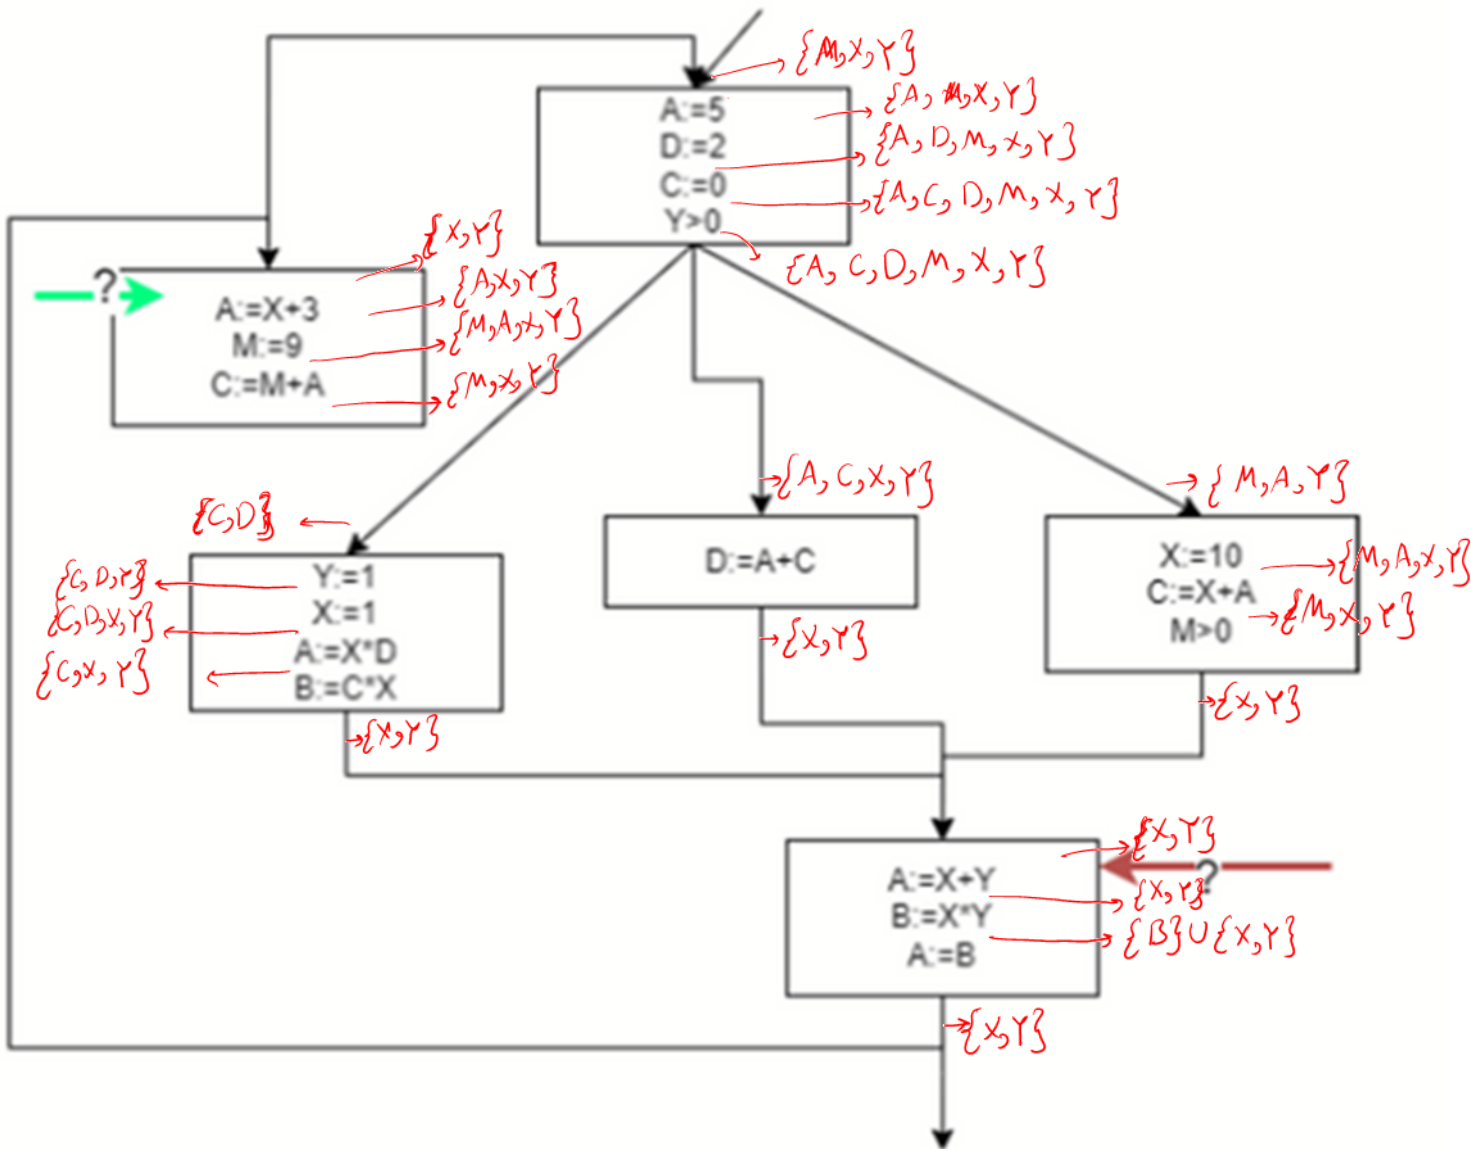 {M,X,Y}
A:=5
{A, M,X,Y}
D:=2
{A,D,M,X,Y}
C:=0
{A,C,D,M,X,Y}
Y>0
{A,C,D,M,X,Y}
{X,Y}
?
A:=X+3
{A,X,Y}
M:=9
{M,A,X,Y}
C:=M+A
{M,X,Y}
{A,C,X,Y}
{M,A,Y}
{C,D}
Y:=1
{C,D,Y}
X:=1
{C,D,X,Y}
A:=X*D
{C,X,Y}
B:=C*X
{X,Y}
D:=A+C
{X,Y}
X:=10
{M,A,X,Y}
C:=X+A
{M,X,Y}
M>0
{X,Y}
{X,Y}
?
A:=X+Y
{X,Y}
B:=X*Y
{B}∪{X,Y}
A:=B
{X,Y}